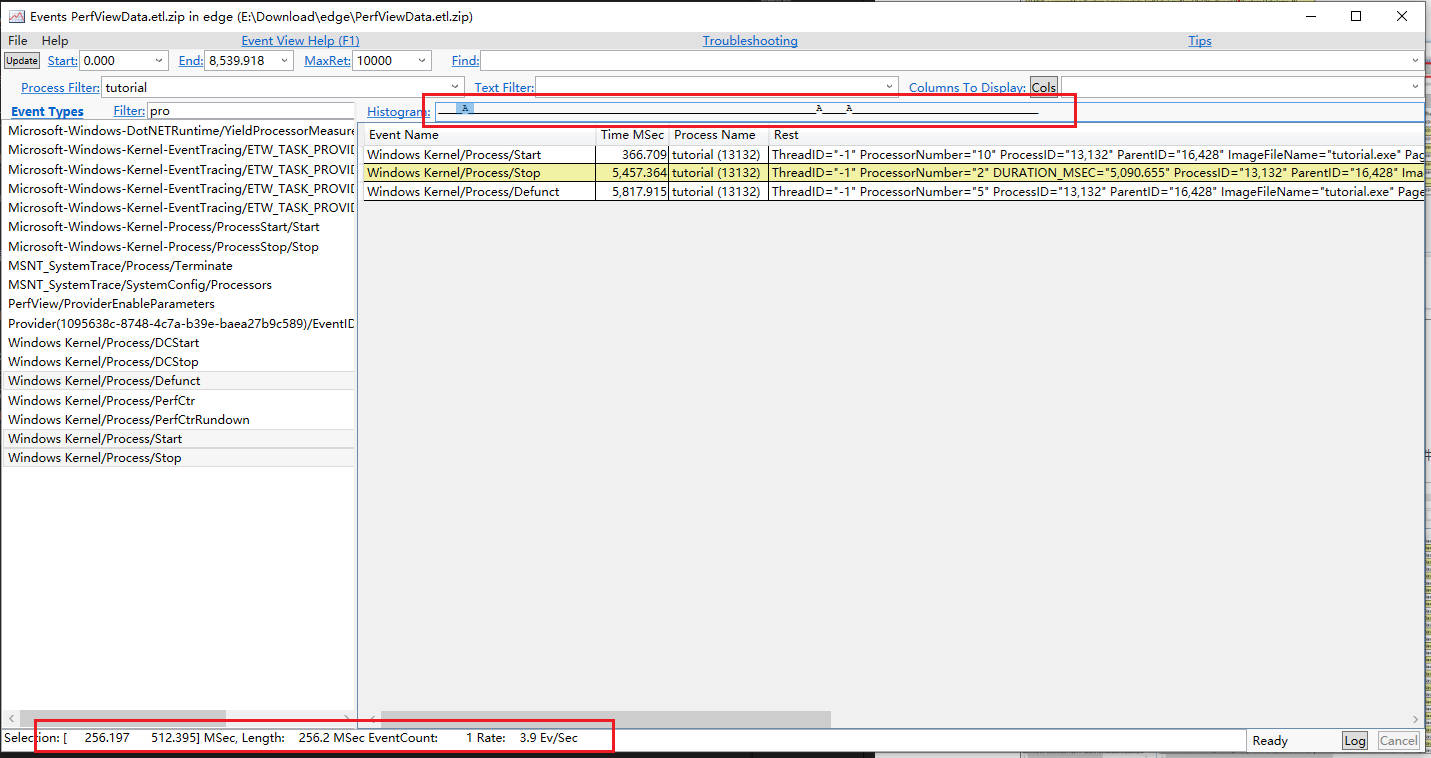 Events PerfViewData.etl.zip in edge (E:\Download\edge\PerfViewData.etl.zip)
File Help Event View Help (F1) Troubleshooting Tips
Update Start: 0.000 End: 8,539.918 MaxRet: 10000 Find:
Process Filter: tutorial Text Filter: Columns To Display: Cols
Event Types Filter: pro Histogram: A A A
Event Name Time MSec Process Name Rest
Windows Kernel/Process/Start 366.709 tutorial (13132) ThreadID="-1" ProcessorNumber="10" ProcessID="13,132" ParentID="16,428" ImageFileName="tutorial.exe" Pag
Windows Kernel/Process/Stop 5,457.364 tutorial (13132) ThreadID="-1" ProcessorNumber="2" DURATION_MSEC="5,090.655" ProcessID="13,132" ParentID="16,428" Ima
Windows Kernel/Process/Defunct 5,817.915 tutorial (13132) ThreadID="-1" ProcessorNumber="5" ProcessID="13,132" ParentID="16,428" ImageFileName="tutorial.exe" Page
Microsoft-Windows-DotNETRuntime/YieldProcessorMeasure
Microsoft-Windows-Kernel-EventTracing/ETW_TASK_PROVID
Microsoft-Windows-Kernel-EventTracing/ETW_TASK_PROVID
Microsoft-Windows-Kernel-EventTracing/ETW_TASK_PROVID
Microsoft-Windows-Kernel-EventTracing/ETW_TASK_PROVID
Microsoft-Windows-Kernel-Process/ProcessStart/Start
Microsoft-Windows-Kernel-Process/ProcessStop/Stop
MSNT_SystemTrace/Process/Terminate
MSNT_SystemTrace/SystemConfig/Processors
PerfView/ProviderEnableParameters
Provider(1095638c-8748-4c7a-b39e-baea27b9c589)/EventID
Windows Kernel/Process/DCStart
Windows Kernel/Process/DCStop
Windows Kernel/Process/Defunct
Windows Kernel/Process/PerfCtr
Windows Kernel/Process/PerfCtrRundown
Windows Kernel/Process/Start
Windows Kernel/Process/Stop
Selection: [ 256.197 512.395] MSec, Length: 256.2 MSec EventCount: 1 Rate: 3.9 Ev/Sec Ready Log Cancel